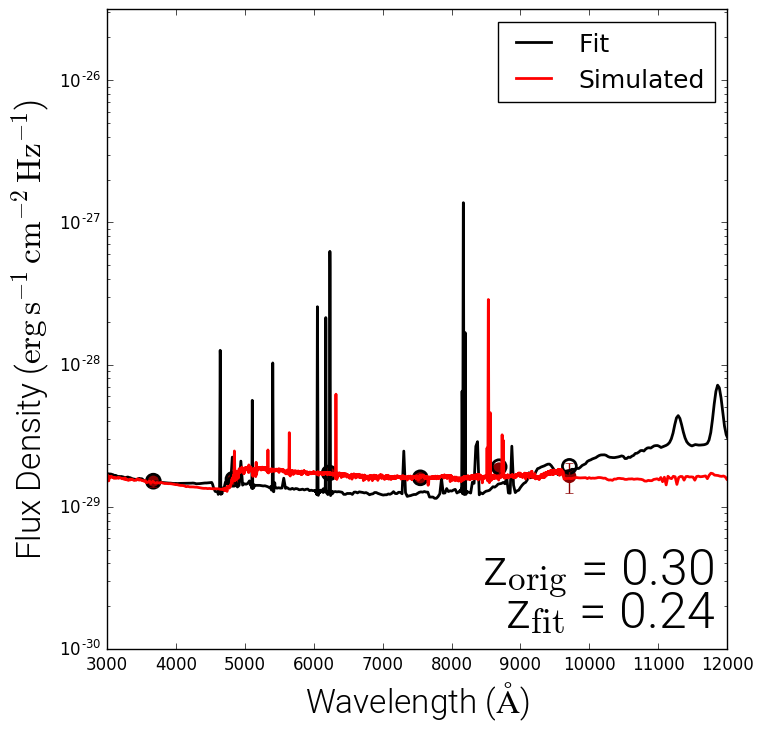 Fit
Simulated
10^-26
10^-27
10^-28
10^-29
10^-30
Flux Density (erg s^−1 cm^−2 Hz^−1)
z_orig = 0.30
z_fit = 0.24
3000 4000 5000 6000 7000 8000 9000 10000 11000 12000
Wavelength (Å)